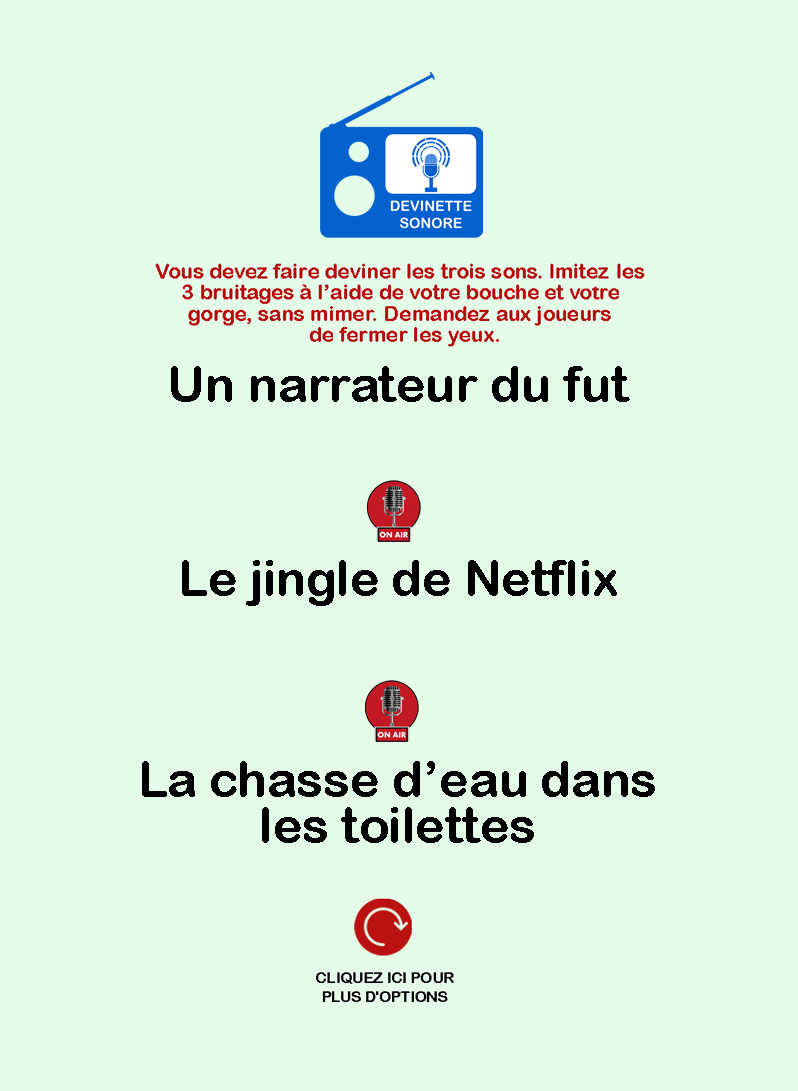 DEVINETTE
SONORE
Vous devez faire deviner les trois sons. Imitez les
3 bruitages à l’aide de votre bouche et votre
gorge, sans mimer. Demandez aux joueurs
de fermer les yeux.
Un narrateur du fut
ON AIR
Le jingle de Netflix
ON AIR
La chasse d’eau dans
les toilettes
CLIQUEZ ICI POUR
PLUS D'OPTIONS